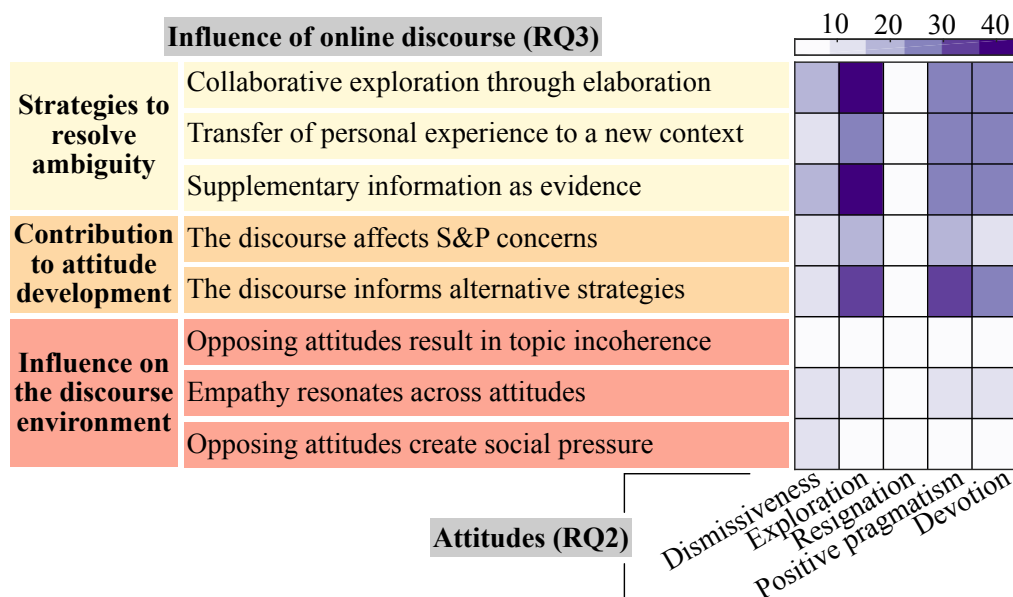 Influence of online discourse (RQ3)
10 20 30 40
Strategies to
resolve
ambiguity
Collaborative exploration through elaboration
Transfer of personal experience to a new context
Supplementary information as evidence
Contribution
to attitude
development
The discourse affects S&P concerns
The discourse informs alternative strategies
Influence on
the discourse
environment
Opposing attitudes result in topic incoherence
Empathy resonates across attitudes
Opposing attitudes create social pressure
Attitudes (RQ2)
Dismissiveness
Exploration
Resignation
Positive pragmatism
Devotion